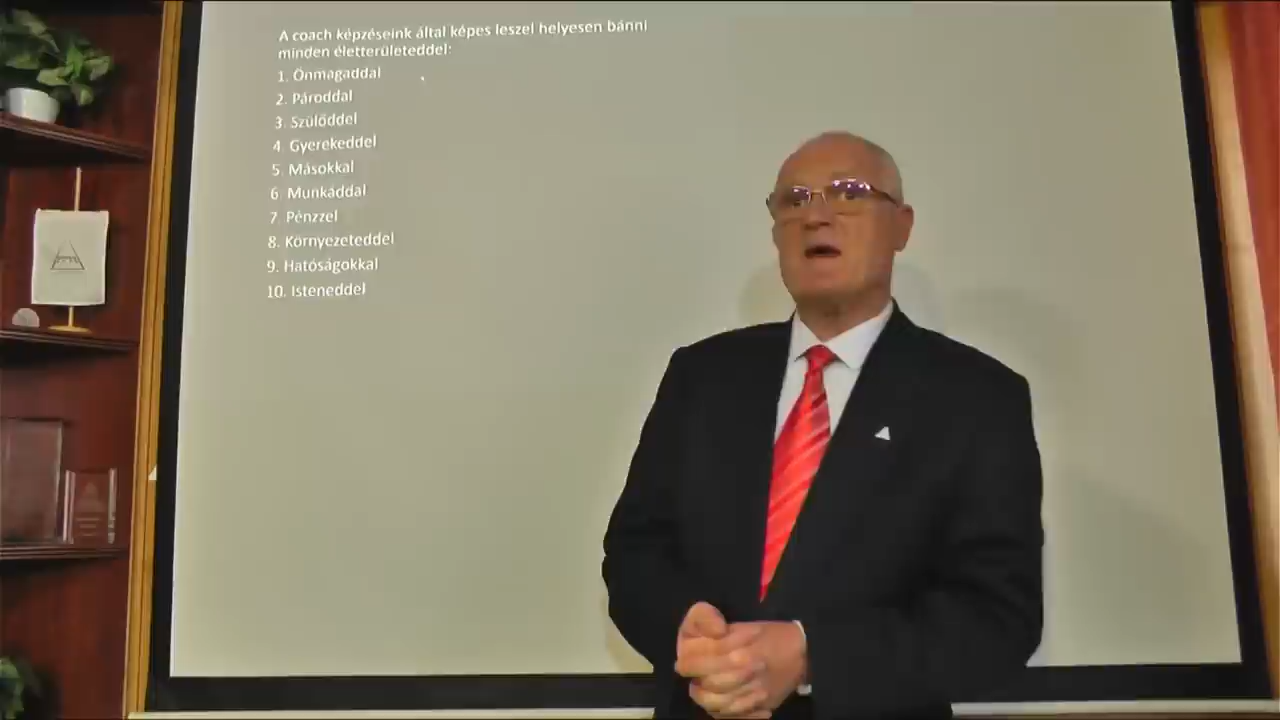 A coach képzéseink által képes leszel helyesen bánni
minden életterületeddel:
1. Önmagaddal
2. Pároddal
3. Szülőddel
4. Gyerekeddel
5. Másokkal
6. Munkáddal
7. Pénzzel
8. Környezeteddel
9. Hatóságokkal
10. Isteneddel